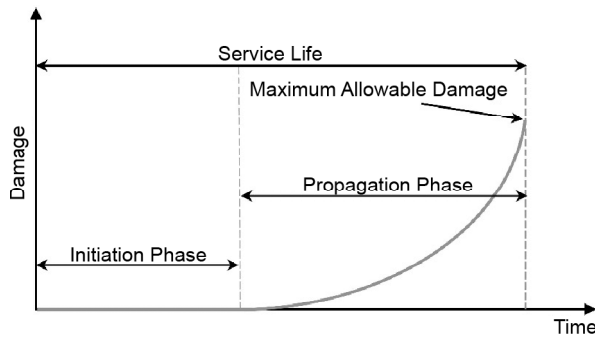 Service Life
Maximum Allowable Damage
Damage
Propagation Phase
Initiation Phase
Time